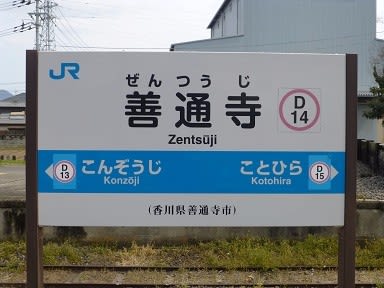 JR
ぜんつうじ
善通寺
D
14
Zentsūji
D
13
こんぞうじ
Konzōji
ことひら
Kotohira
D
15
(香川県善通寺市)